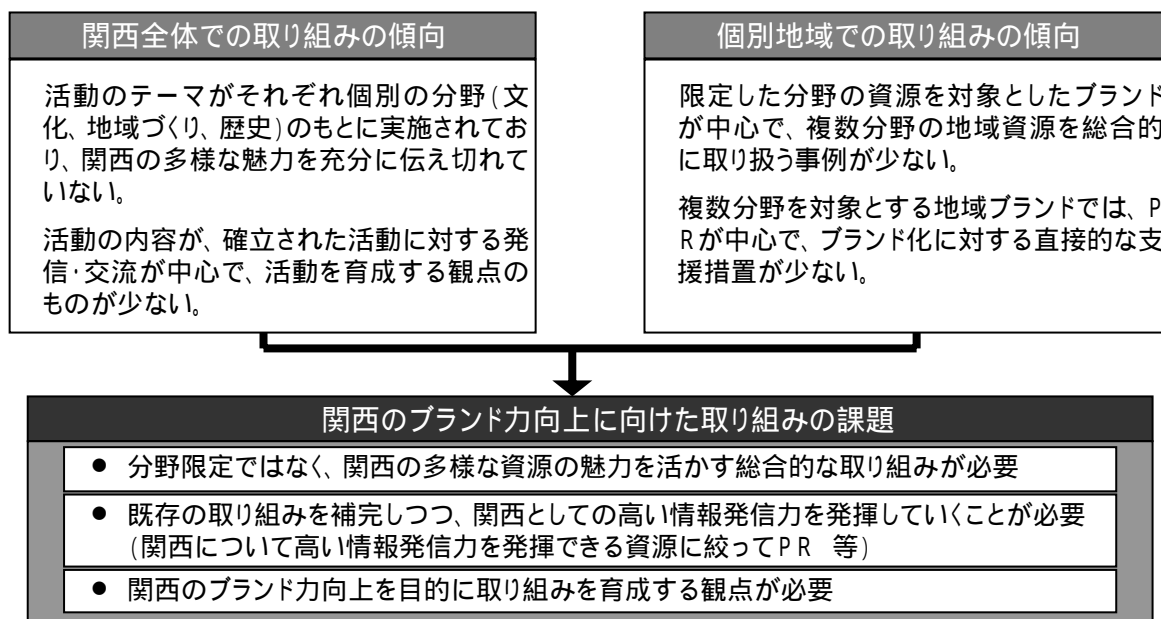 関西全体での取り組みの傾向
活動のテーマがそれぞれ個別の分野(文
化、地域づくり、歴史)のもとに実施されてお
り、関西の多様な魅力を充分に伝え切れて
いない。
活動の内容が、確立された活動に対する発
信・交流が中心で、活動を育成する観点の
ものが少ない。
個別地域での取り組みの傾向
限定した分野の資源を対象としたブランド
が中心で、複数分野の地域資源を総合的
に取り扱う事例が少ない。
複数分野を対象とする地域ブランドでは、P
Rが中心で、ブランド化に対する直接的な支
援措置が少ない。
関西のブランド力向上に向けた取り組みの課題
● 分野限定ではなく、関西の多様な資源の魅力を活かす総合的な取り組みが必要
● 既存の取り組みを補完しつつ、関西としての高い情報発信力を発揮していくことが必要
(関西について高い情報発信力を発揮できる資源に絞ってPR 等)
● 関西のブランド力向上を目的に取り組みを育成する観点が必要